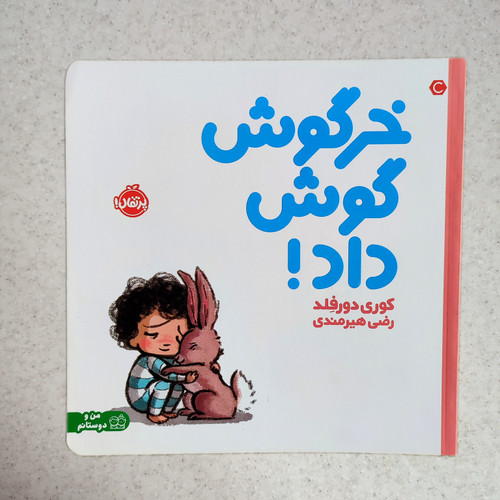 خرگوش
گوش
داد!
کوری دورفِلد
رضی هیرمندی
پرتقال!
من و
دوستانم
C